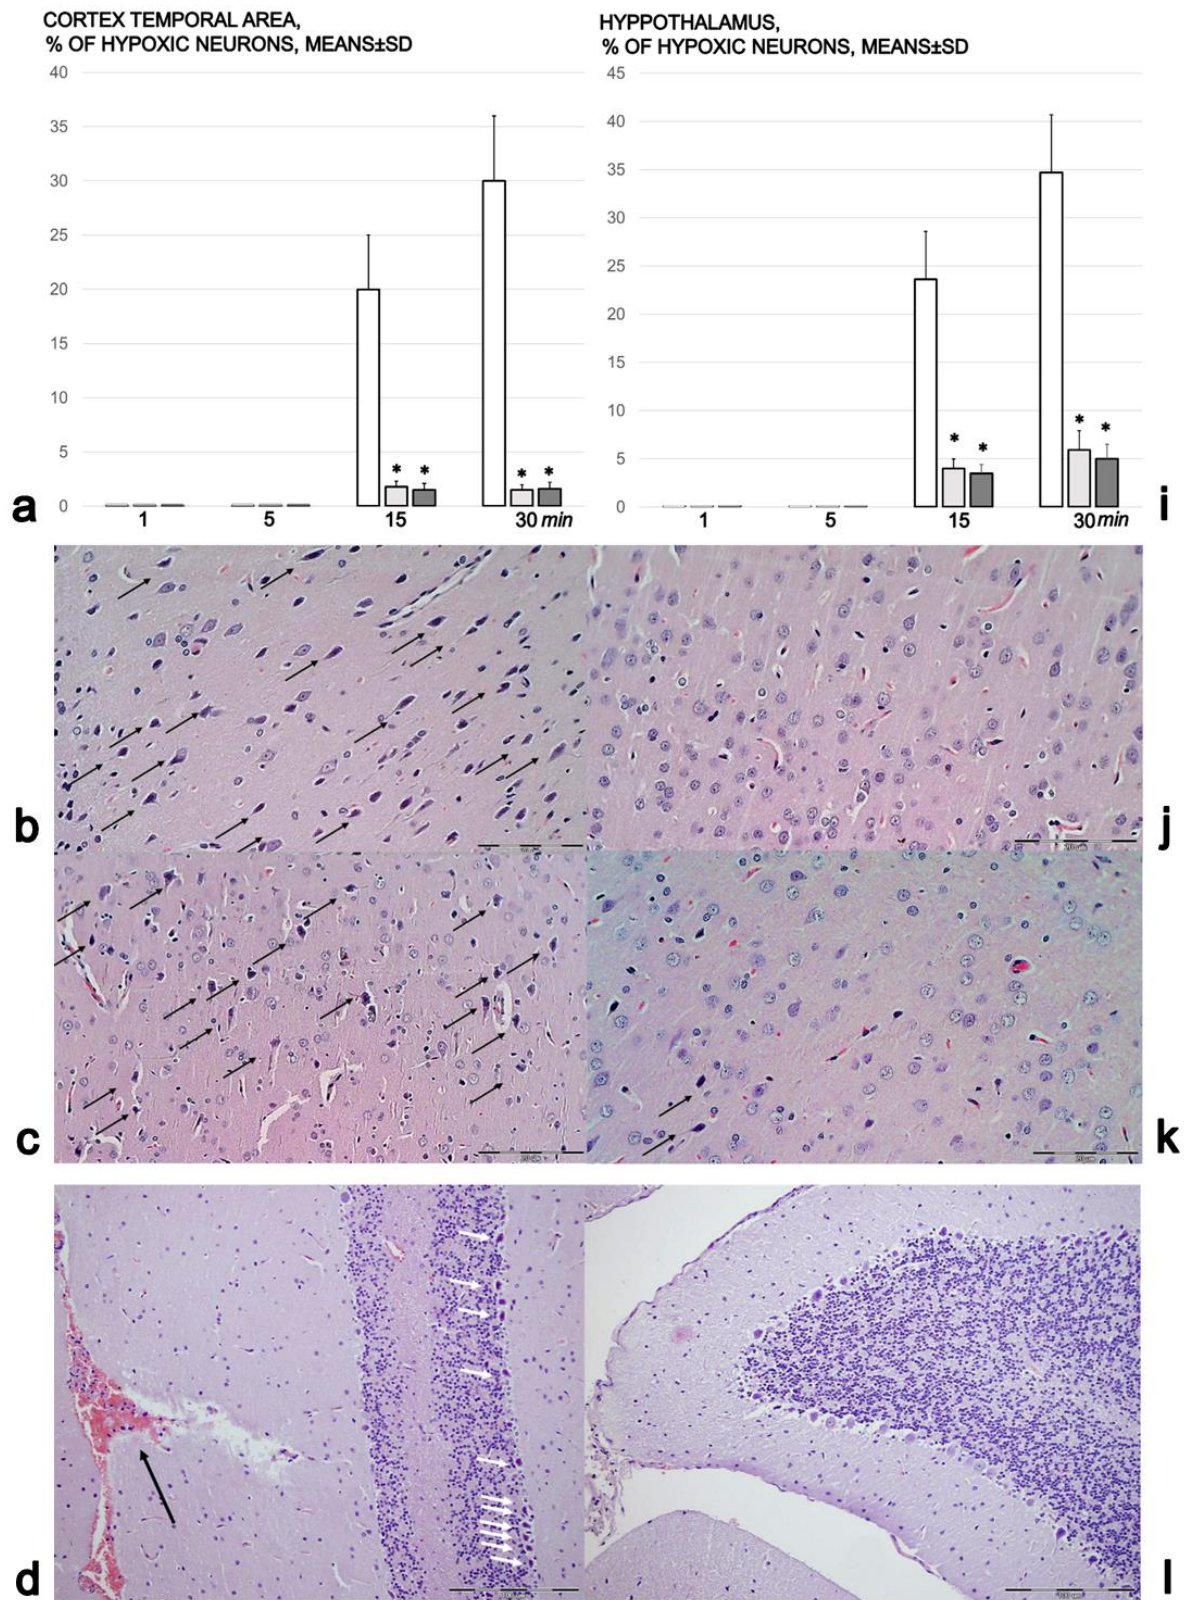 CORTEX TEMPORAL AREA,
% OF HYPOXIC NEURONS, MEANS±SD
40
35
30
25
20
15
10
5
0
1 5 15 30 min
* * * *
a
HYPPOTHALAMUS,
% OF HYPOXIC NEURONS, MEANS±SD
45
40
35
30
25
20
15
10
5
0
1 5 15 30 min
* * * *
i
b
j
c
k
d
l